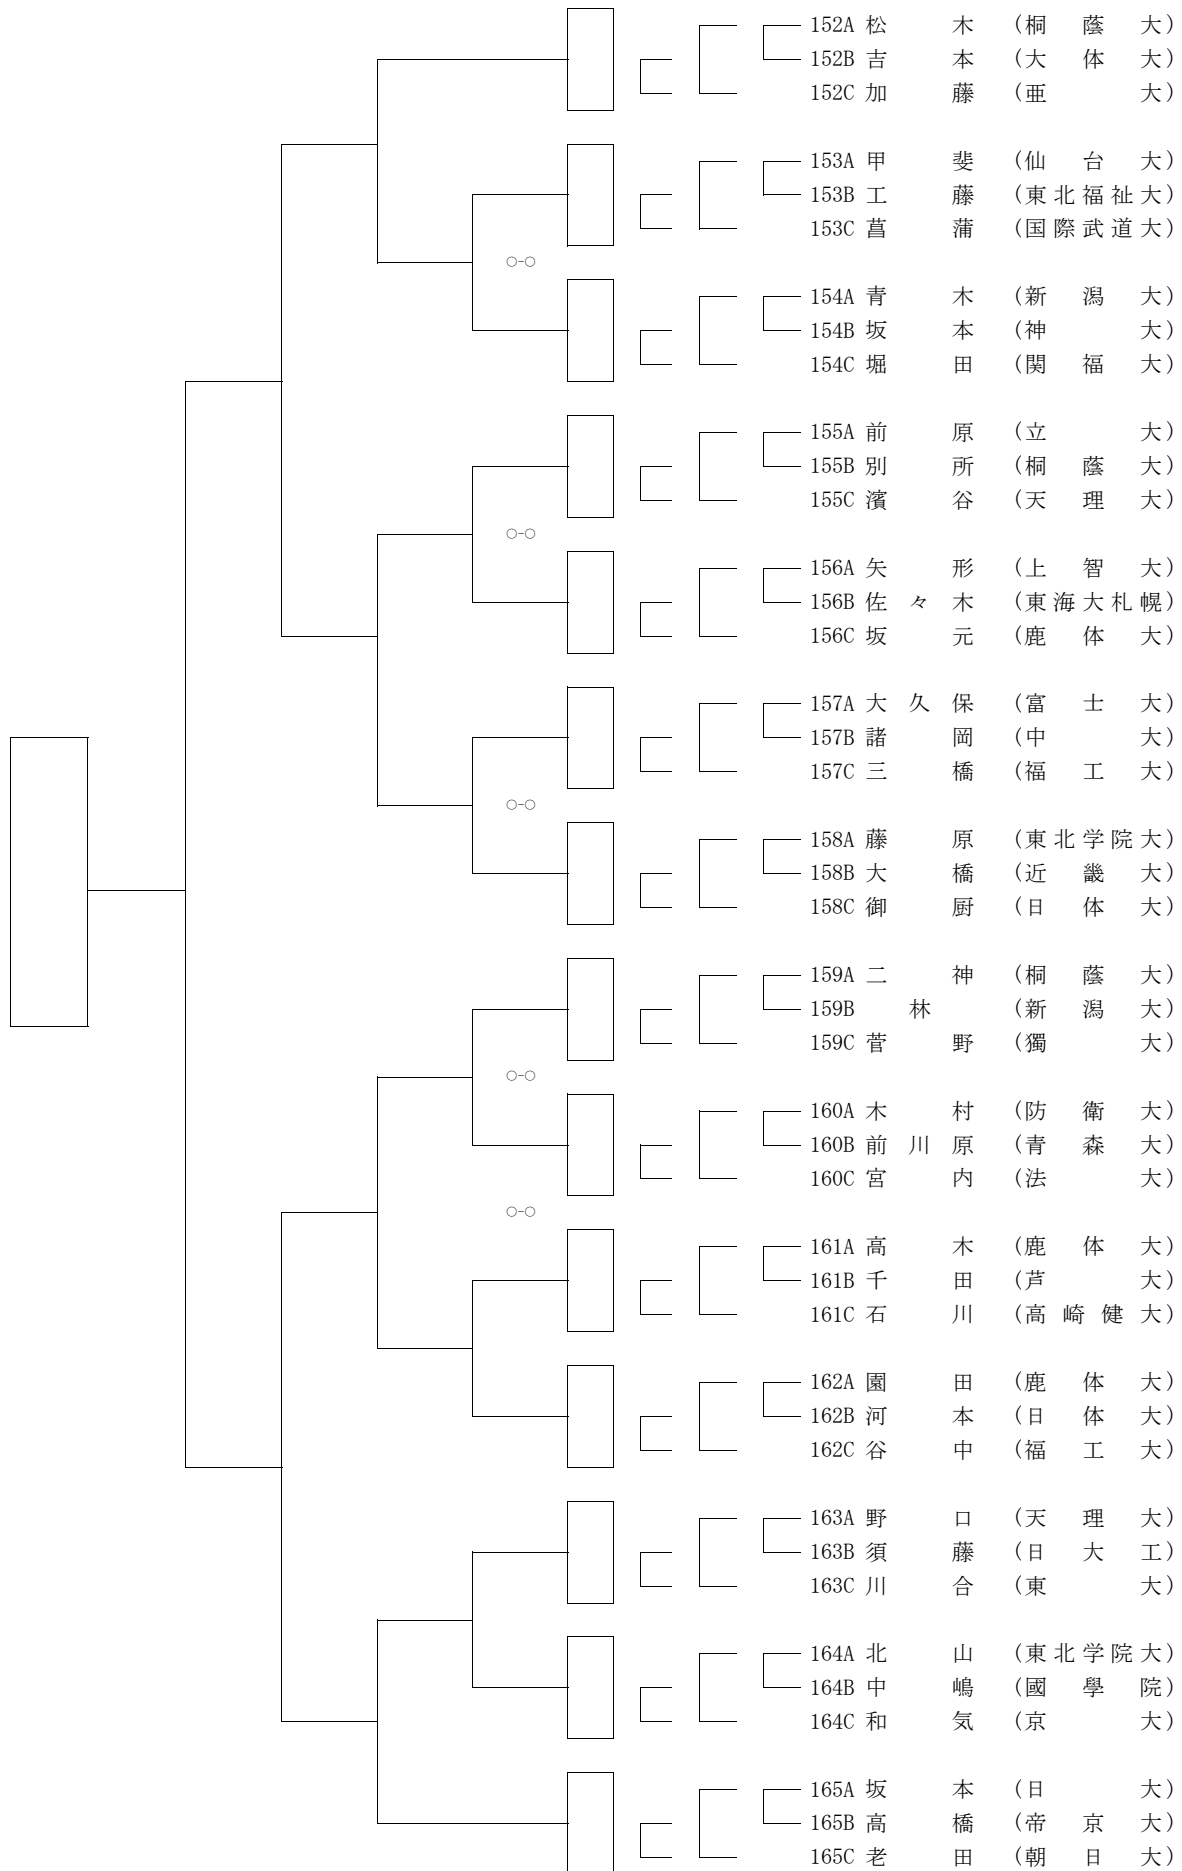 152A 松木 (桐蔭大)
152B 吉本 (大体大)
152C 加藤 (亜大)
153A 甲斐 (仙台大)
153B 工藤 (東北福祉大)
153C 菖蒲 (国際武道大)
○-○
154A 青木 (新潟大)
154B 坂本 (神大)
154C 堀田 (関福大)
155A 前原 (立大)
155B 別所 (桐蔭大)
155C 濱谷 (天理大)
○-○
156A 矢形 (上智大)
156B 佐々木 (東海大札幌)
156C 坂元 (鹿体大)
157A 大久保 (富士大)
157B 諸岡 (中大)
157C 三橋 (福工大)
○-○
158A 藤原 (東北学院大)
158B 大橋 (近畿大)
158C 御厨 (日体大)
159A 二神 (桐蔭大)
159B 林 (新潟大)
159C 菅野 (獨大)
○-○
160A 木村 (防衛大)
160B 前川原 (青森大)
160C 宮内 (法大)
○-○
161A 高木 (鹿体大)
161B 千田 (芦大)
161C 石川 (高崎健大)
162A 園田 (鹿体大)
162B 河本 (日体大)
162C 谷中 (福工大)
163A 野口 (天理大)
163B 須藤 (日大工)
163C 川合 (東大)
164A 北山 (東北学院大)
164B 中嶋 (國學院)
164C 和気 (京大)
165A 坂本 (日大)
165B 高橋 (帝京大)
165C 老田 (朝日大)